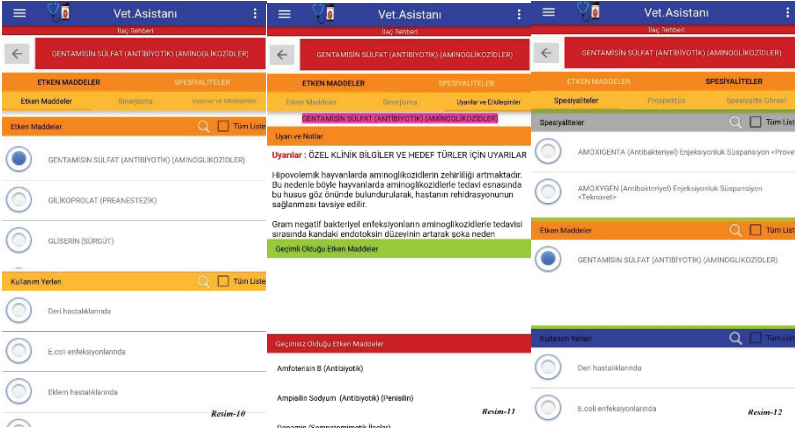 Vet.Asistanı
İlaç Rehberi
GENTAMİSİN SÜLFAT (ANTİBİYOTİK) (AMİNOGLİKOZİDLER)
ETKEN MADDELER
SPESİYALİTELER
Etken Maddeler
Sinerjizma
Uyarılar ve Etkileşimler
Etken Maddeler
Tüm Liste
GENTAMİSİN SÜLFAT (ANTİBİYOTİK) (AMİNOGLİKOZİDLER)
GİLİKOPROLAT (PREANESTEZİK)
GLİSERİN (SÜRGÜT)
Kullanım Yerleri
Tüm Liste
Deri hastalıklarında
E.coli enfeksiyonlarında
Eklem hastalıklarında
Resim-10
Vet.Asistanı
İlaç Rehberi
GENTAMİSİN SÜLFAT (ANTİBİYOTİK) (AMİNOGLİKOZİDLER)
ETKEN MADDELER
SPESİYALİTELER
Etken Maddeler
Sinerjizma
Uyarılar ve Etkileşimler
GENTAMİSİN SÜLFAT (ANTİBİYOTİK) (AMİNOGLİKOZİDLER)
Uyarı ve Notlar
Uyarılar : ÖZEL KLİNİK BİLGİLER VE HEDEF TÜRLER İÇİN UYARILAR
Hipovolemik hayvanlarda aminoglikozidlerin zehirliliği artmaktadır.
Bu nedenle böyle hayvanlarda aminoglikozidlerle tedavi esnasında
bu husus göz önünde bulundurularak, hastanın rehidrasyonunun
sağlanması tavsiye edilir.
Gram negatif bakteriyel enfeksiyonların aminoglikozidlerle tedavisi
sırasında kandaki endotoksin düzeyinin artarak şoka neden
Geçimli Olduğu Etken Maddeler
Geçimsiz Olduğu Etken Maddeler
Amfoterisin B (Antibiyotik)
Ampisilin Sodyum (Antibiyotik) (Penisilin)
Dopamin (Sempatomimetik İlaçlar)
Resim-11
Vet.Asistanı
İlaç Rehberi
GENTAMİSİN SÜLFAT (ANTİBİYOTİK) (AMİNOGLİKOZİDLER)
ETKEN MADDELER
SPESİYALİTELER
Spesiyaliteler
Prospektüs
Spesiyalite Görseli
Spesiyaliteler
Tüm List
AMOXIGENTA (Antibakteriyel) Enjeksiyonluk Süspansiyon <Prove
AMOXYGEN (Antibakteriyel) Enjeksiyonluk Süspansiyon
<Teknovet>
Etken Maddeler
Tüm List
GENTAMİSİN SÜLFAT (ANTİBİYOTİK) (AMİNOGLİKOZİDLER)
Kullanım Yerleri
Tüm Liste
Deri hastalıklarında
E.coli enfeksiyonlarında
Resim-12